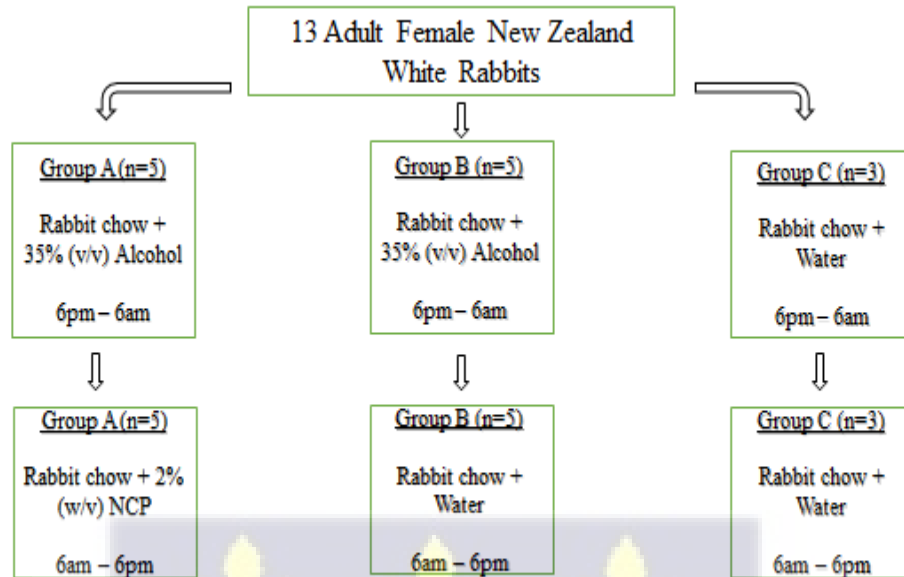 13 Adult Female New Zealand
White Rabbits
Group A (n=5)
Rabbit chow +
35% (v/v) Alcohol
6pm – 6am
Group B (n=5)
Rabbit chow +
35% (v/v) Alcohol
6pm – 6am
Group C (n=3)
Rabbit chow +
Water
6pm – 6am
Group A (n=5)
Rabbit chow + 2%
(w/v) NCP
6am – 6pm
Group B (n=5)
Rabbit chow +
Water
6am – 6pm
Group C (n=3)
Rabbit chow +
Water
6am – 6pm